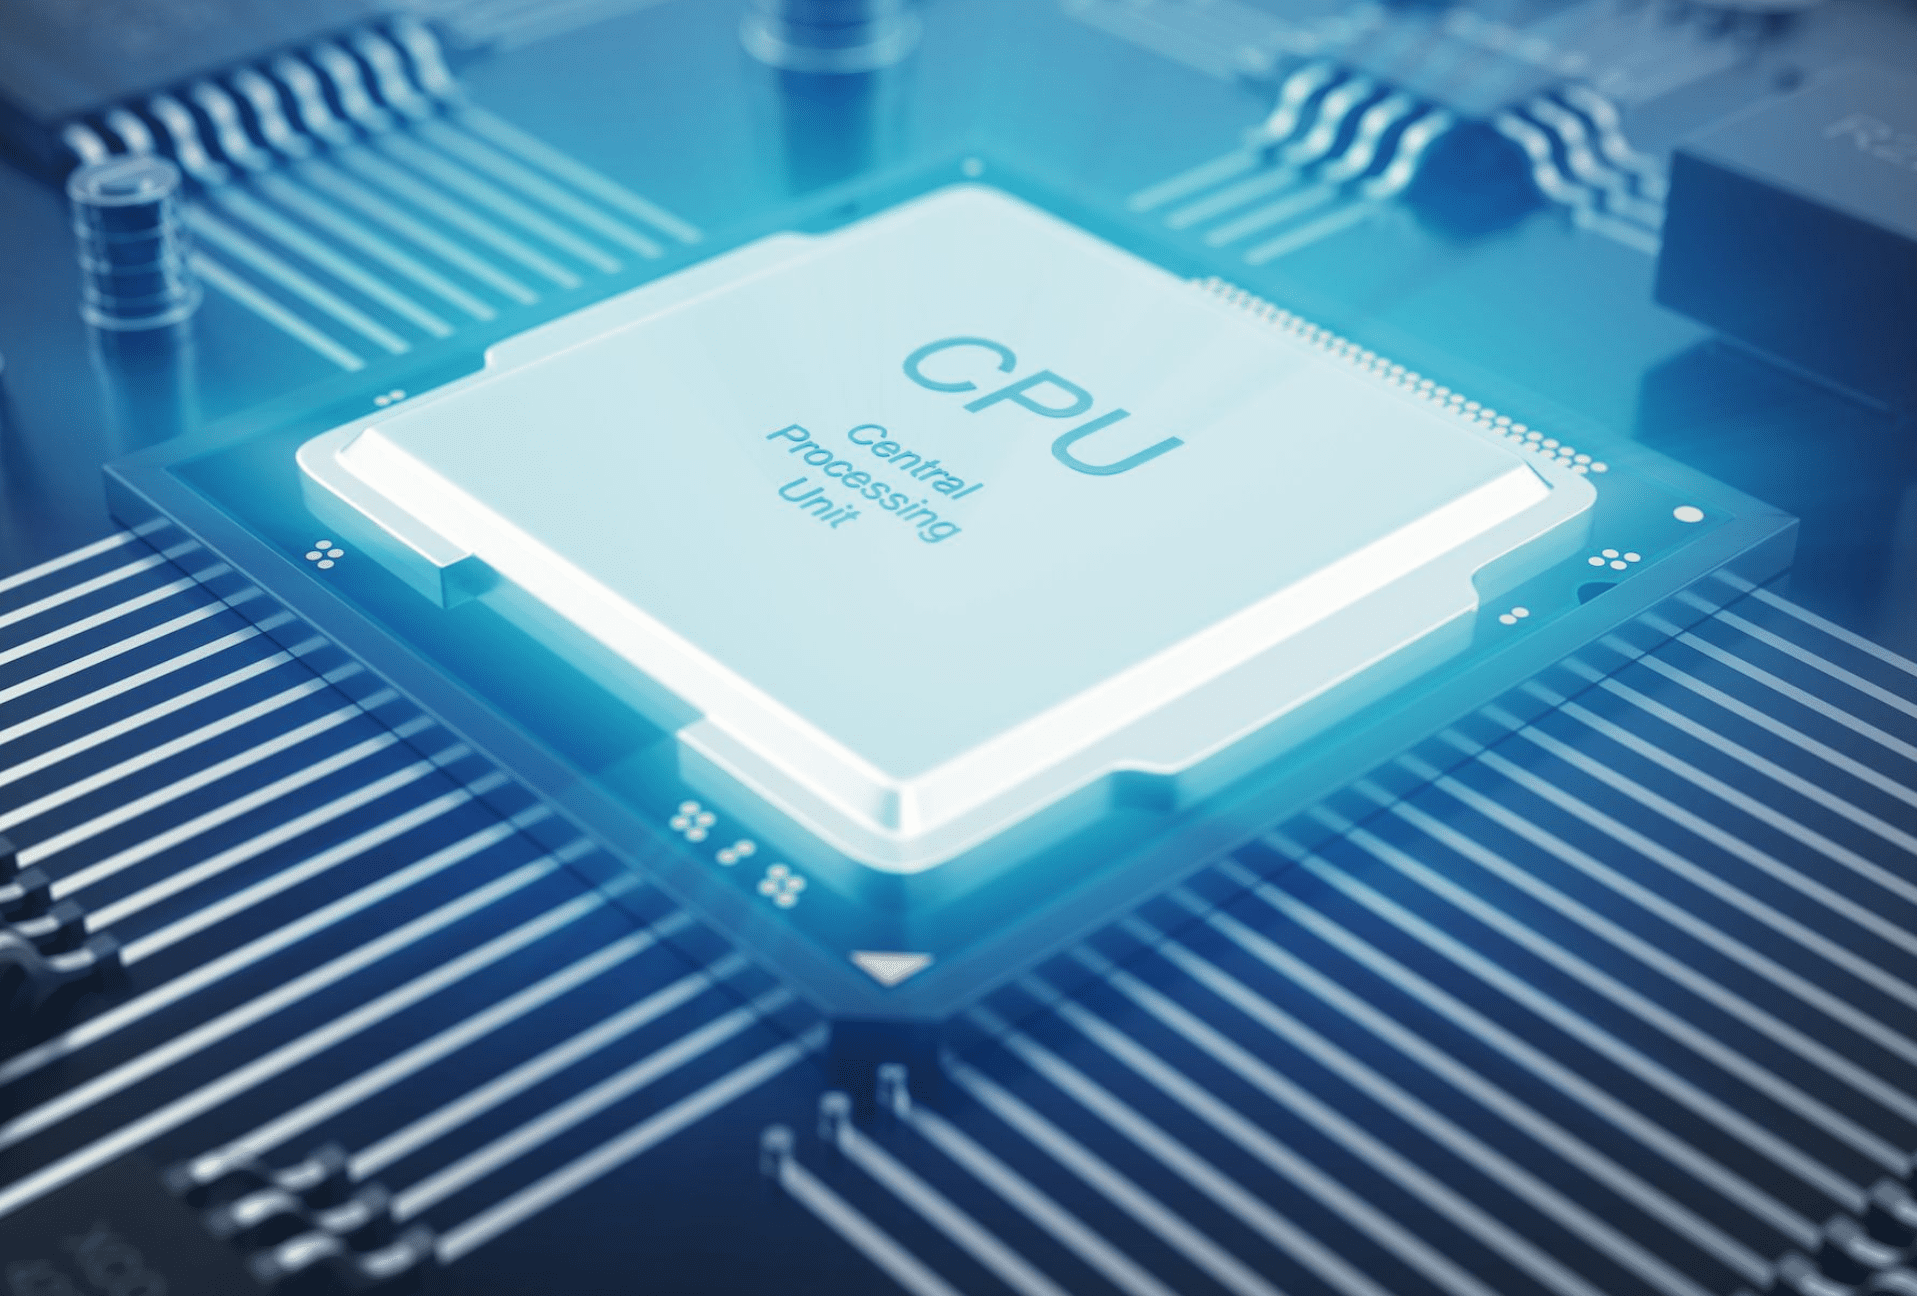 CPU
Central
Processing
Unit